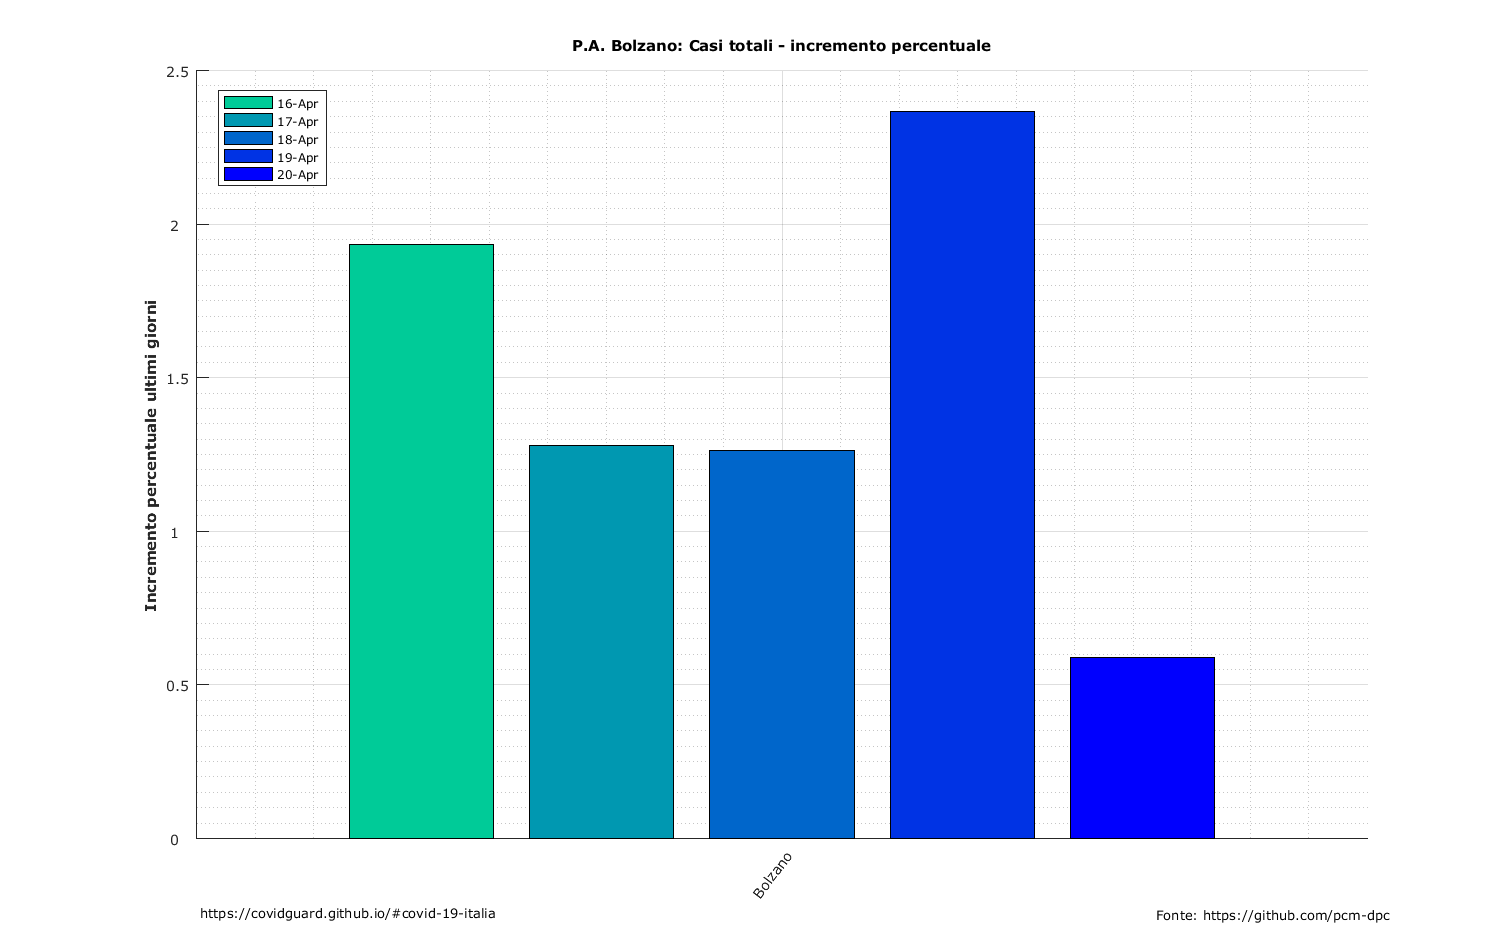 P.A. Bolzano: Casi totali - incremento percentuale
2.5
2
1.5
1
0.5
0
Incremento percentuale ultimi giorni
16-Apr
17-Apr
18-Apr
19-Apr
20-Apr
Bolzano
https://covidguard.github.io/#covid-19-italia
Fonte: https://github.com/pcm-dpc